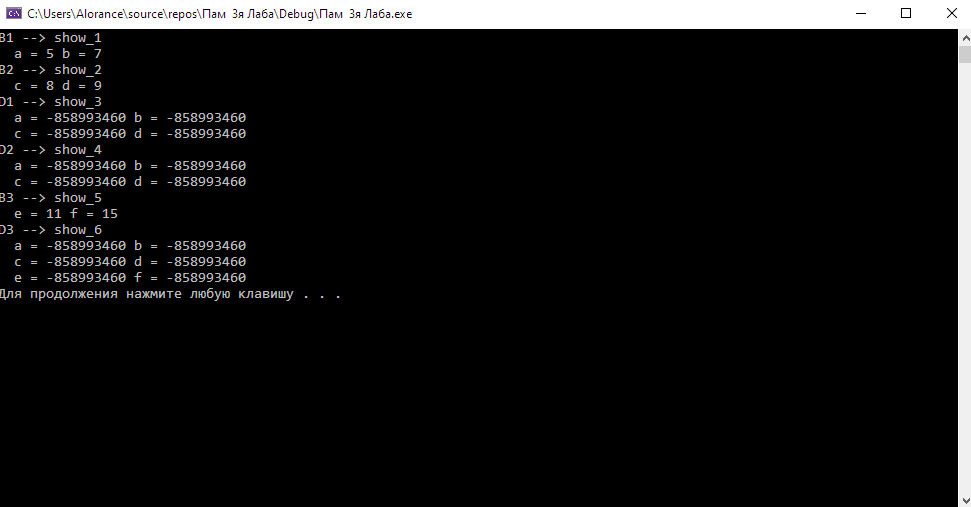 C:\Users\Alorance\source\repos\Пам 3я Лаба\Debug\Пам 3я Лаба.exe
B1 --> show_1
a = 5 b = 7
B2 --> show_2
c = 8 d = 9
D1 --> show_3
a = -858993460 b = -858993460
c = -858993460 d = -858993460
D2 --> show_4
a = -858993460 b = -858993460
c = -858993460 d = -858993460
B3 --> show_5
e = 11 f = 15
D3 --> show_6
a = -858993460 b = -858993460
c = -858993460 d = -858993460
e = -858993460 f = -858993460
Для продолжения нажмите любую клавишу . . .